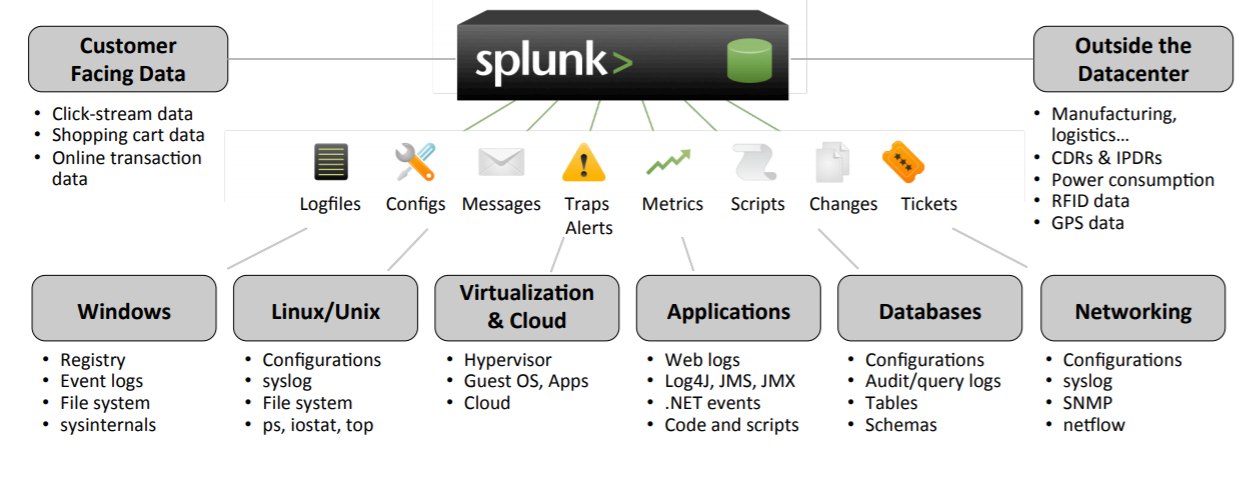 Customer
Facing Data
• Click-stream data
• Shopping cart data
• Online transaction
data
splunk>
Outside the
Datacenter
• Manufacturing,
logistics...
• CDRs & IPDRs
• Power consumption
• RFID data
• GPS data
Logfiles
Configs
Messages
Traps
Alerts
Metrics
Scripts
Changes
Tickets
Windows
• Registry
• Event logs
• File system
• sysinternals
Linux/Unix
• Configurations
• syslog
• File system
• ps, iostat, top
Virtualization
& Cloud
• Hypervisor
• Guest OS, Apps
• Cloud
Applications
• Web logs
• Log4J, JMS, JMX
• .NET events
• Code and scripts
Databases
• Configurations
• Audit/query logs
• Tables
• Schemas
Networking
• Configurations
• syslog
• SNMP
• netflow